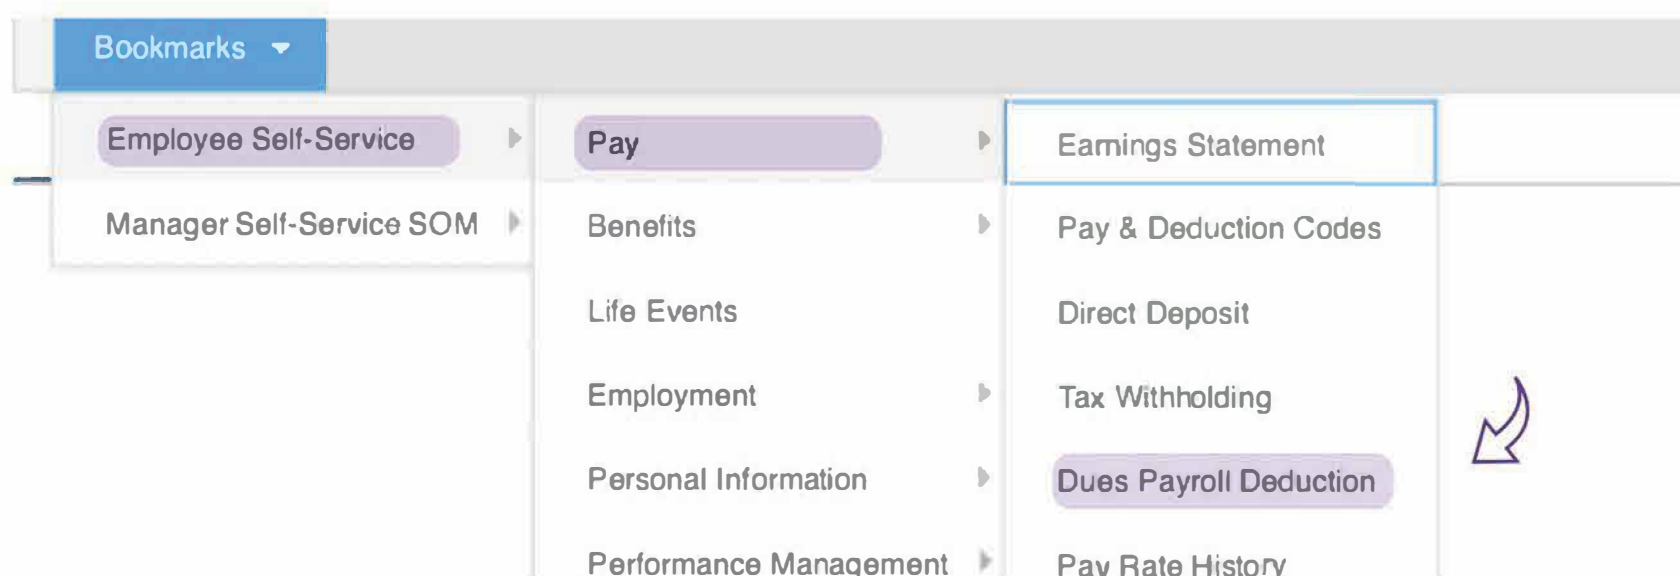 Bookmarks
Employee Self-Service
Manager Self-Service SOM
Pay
Benefits
Life Events
Employment
Personal Information
Performance Management
Earnings Statement
Pay & Deduction Codes
Direct Deposit
Tax Withholding
Dues Payroll Deduction
Pay Rate History